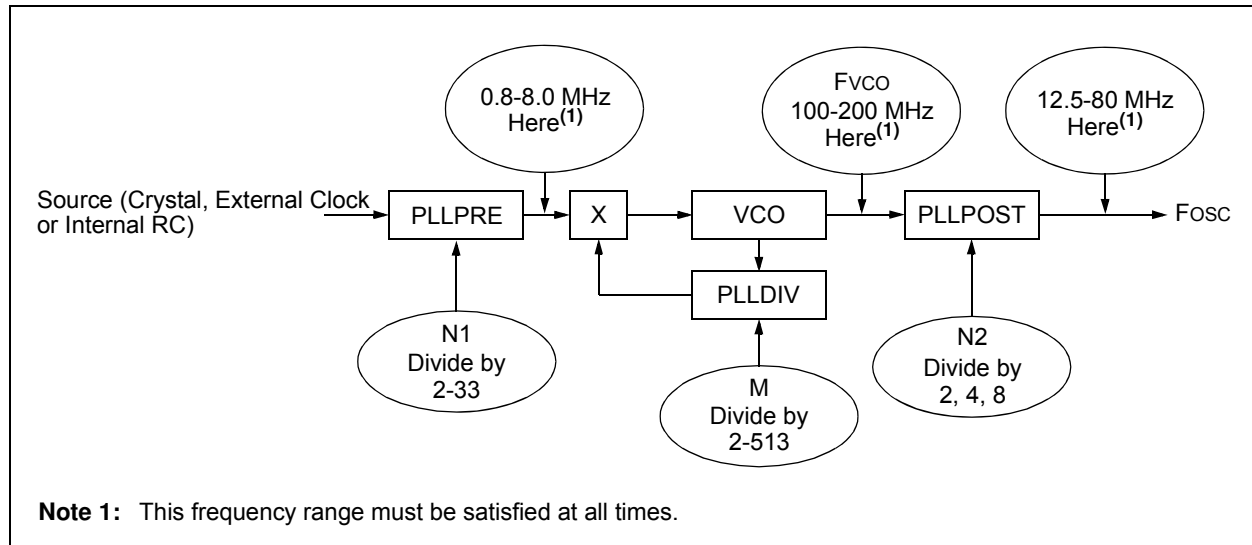 0.8-8.0 MHz
Here(1)
FVCO
100-200 MHz
Here(1)
12.5-80 MHz
Here(1)
Source (Crystal, External Clock
or Internal RC)
PLLPRE
X
VCO
PLLPOST
FOSC
PLLDIV
N1
Divide by
2-33
M
Divide by
2-513
N2
Divide by
2, 4, 8
Note 1: This frequency range must be satisfied at all times.